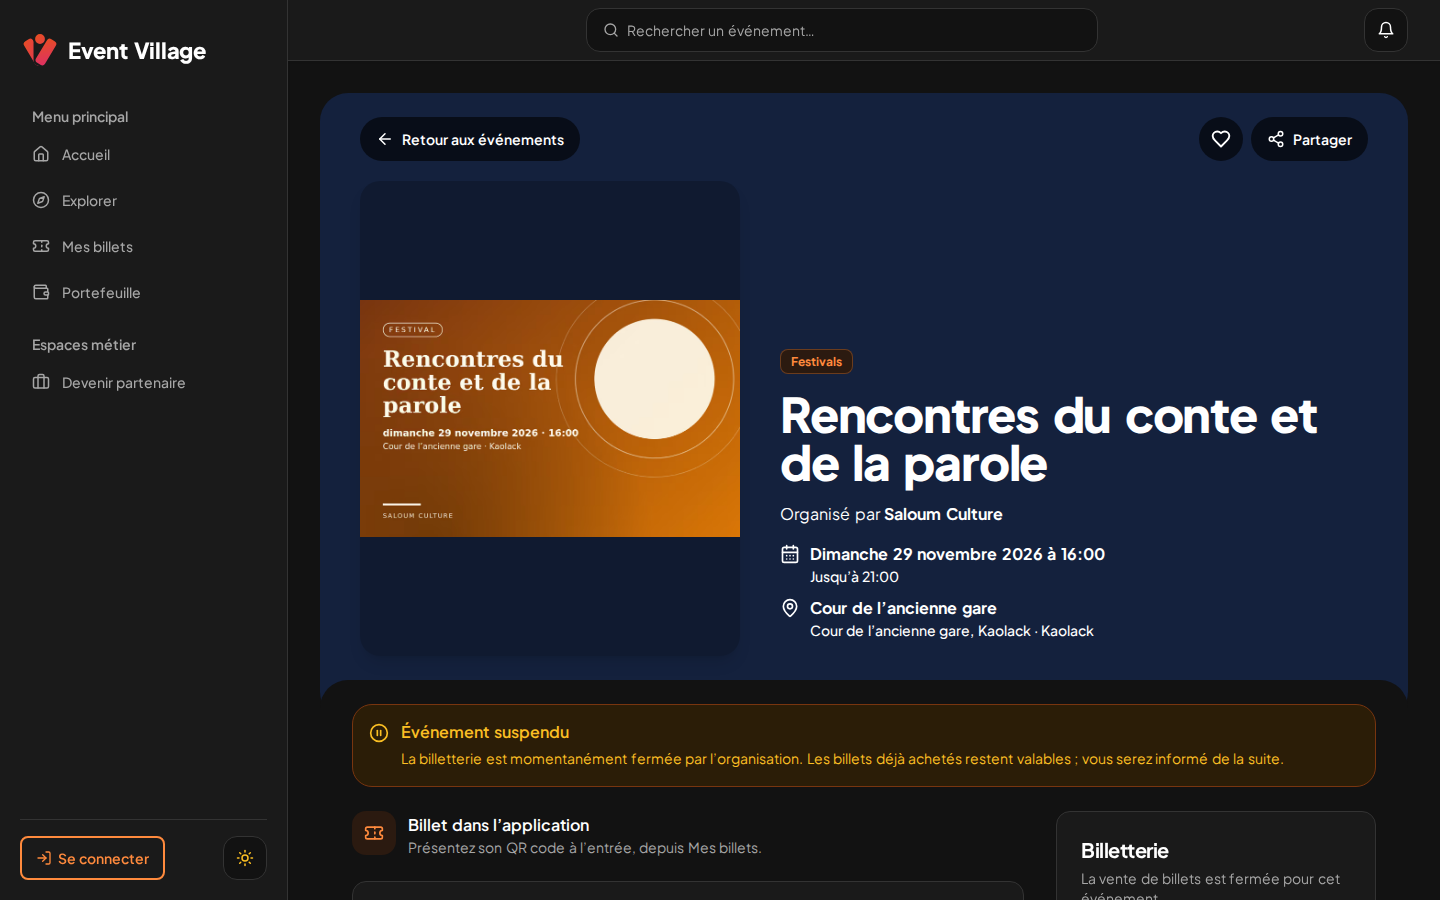 Event Village
Rechercher un événement…
Menu principal
Accueil
Explorer
Mes billets
Portefeuille
Espaces métier
Devenir partenaire
Se connecter
Retour aux événements
Partager
FESTIVAL
Rencontres du
conte et de la
parole
dimanche 29 novembre 2026 · 16:00
Cour de l'ancienne gare · Kaolack
SALOUM CULTURE
Festivals
Rencontres du conte et
de la parole
Organisé par Saloum Culture
Dimanche 29 novembre 2026 à 16:00
Jusqu'à 21:00
Cour de l'ancienne gare
Cour de l'ancienne gare, Kaolack · Kaolack
Événement suspendu
La billetterie est momentanément fermée par l'organisation. Les billets déjà achetés restent valables ; vous serez informé de la suite.
Billet dans l'application
Présentez son QR code à l'entrée, depuis Mes billets.
Billetterie
La vente de billets est fermée pour cet
événement